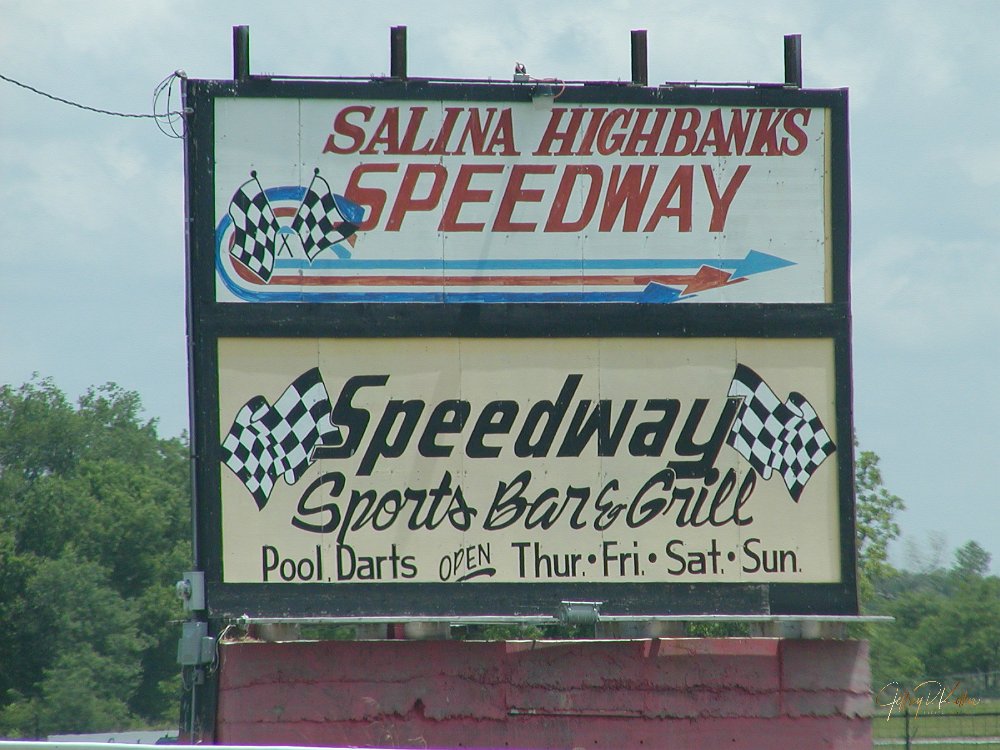 SALINA HIGHBANKS
SPEEDWAY
Speedway
Sports Bar & Grill
Pool, Darts OPEN Thur. • Fri. • Sat. • Sun.